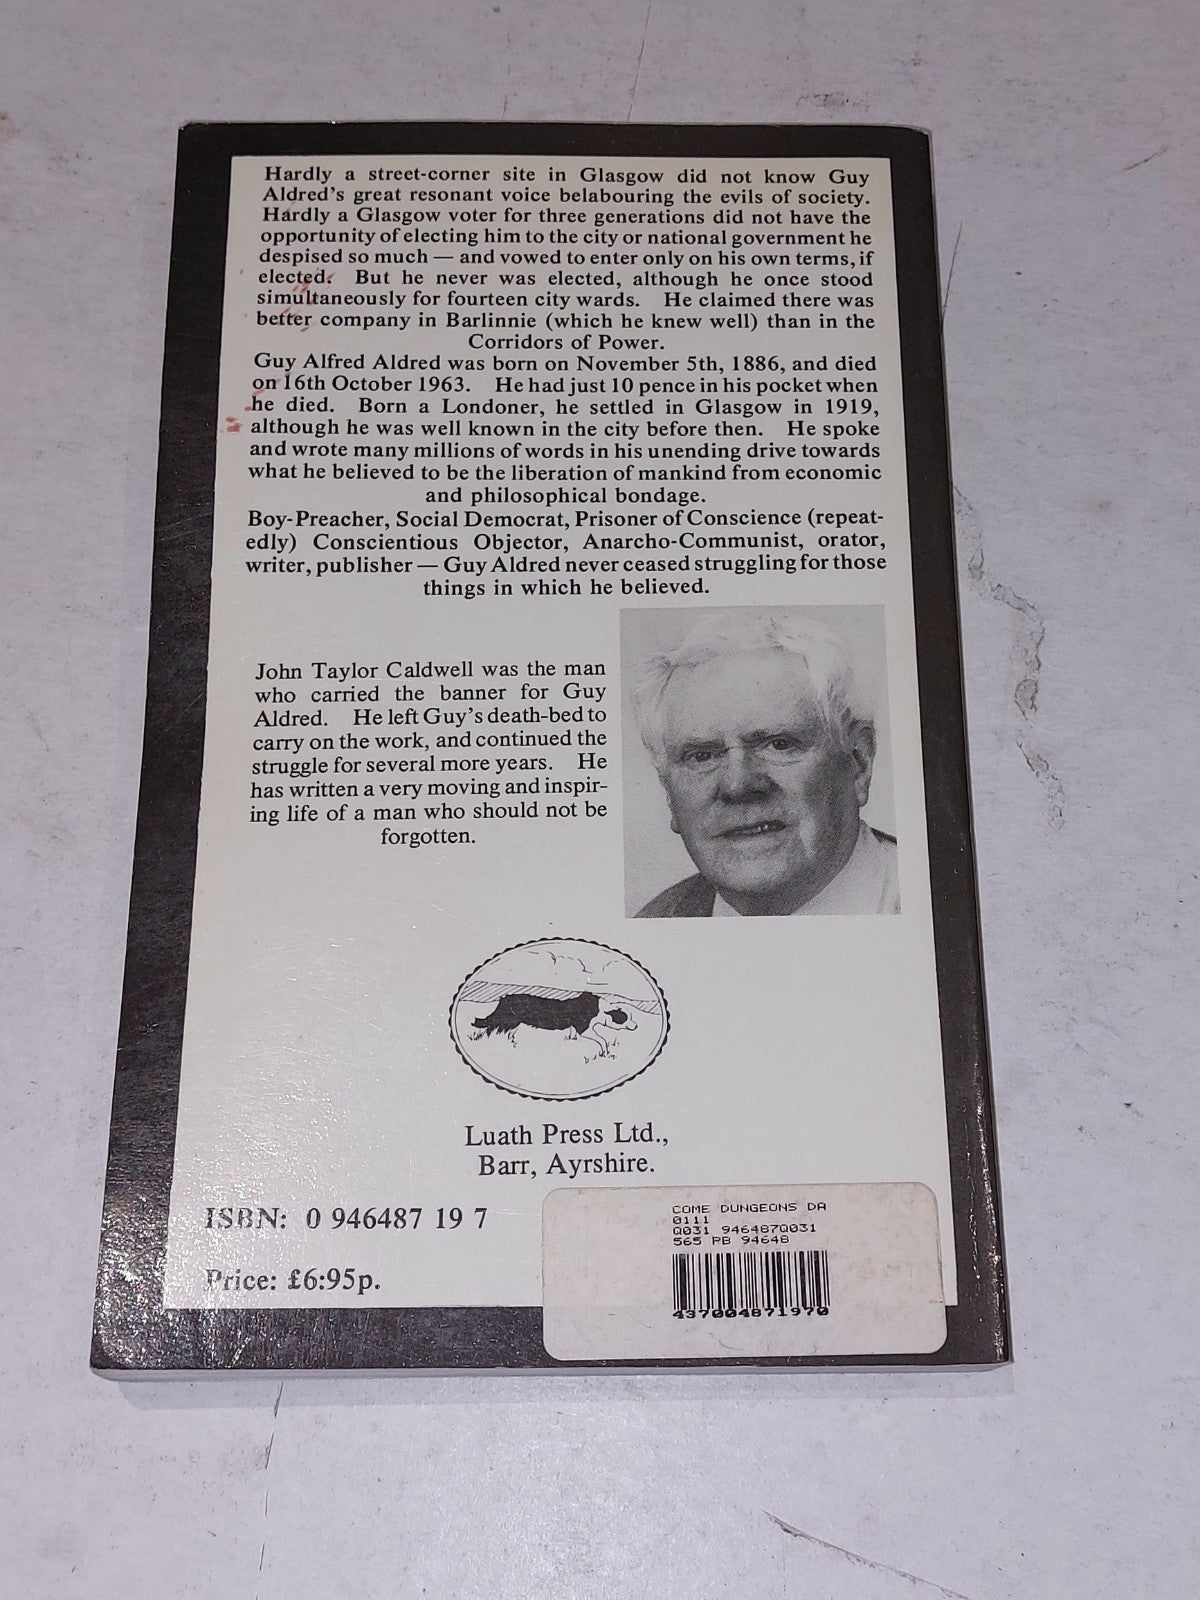 Hardly a street-corner site in Glasgow did not know Guy
Aldred's great resonant voice belabouring the evils of society.
Hardly a Glasgow voter for three generations did not have the
opportunity of electing him to the city or national government he
despised so much — and vowed to enter only on his own terms, if
elected. But he never was elected, although he once stood
simultaneously for fourteen city wards. He claimed there was
better company in Barlinnie (which he knew well) than in the
Corridors of Power.
Guy Alfred Aldred was born on November 5th, 1886, and died
on 16th October 1963. He had just 10 pence in his pocket when
he died. Born a Londoner, he settled in Glasgow in 1919,
although he was well known in the city before then. He spoke
and wrote many millions of words in his unending drive towards
what he believed to be the liberation of mankind from economic
and philosophical bondage.
Boy-Preacher, Social Democrat, Prisoner of Conscience (repeat-
edly) Conscientious Objector, Anarcho-Communist, orator,
writer, publisher — Guy Aldred never ceased struggling for those
things in which he believed.
John Taylor Caldwell was the man
who carried the banner for Guy
Aldred. He left Guy's death-bed to
carry on the work, and continued the
struggle for several more years. He
has written a very moving and inspir-
ing life of a man who should not be
forgotten.
Luath Press Ltd.,
Barr, Ayrshire.
ISBN: 0 946487 19 7
Price: £6:95p.
COME DUNGEONS DA
0111
Q031 946487Q031
565 PB 94648
437004871970